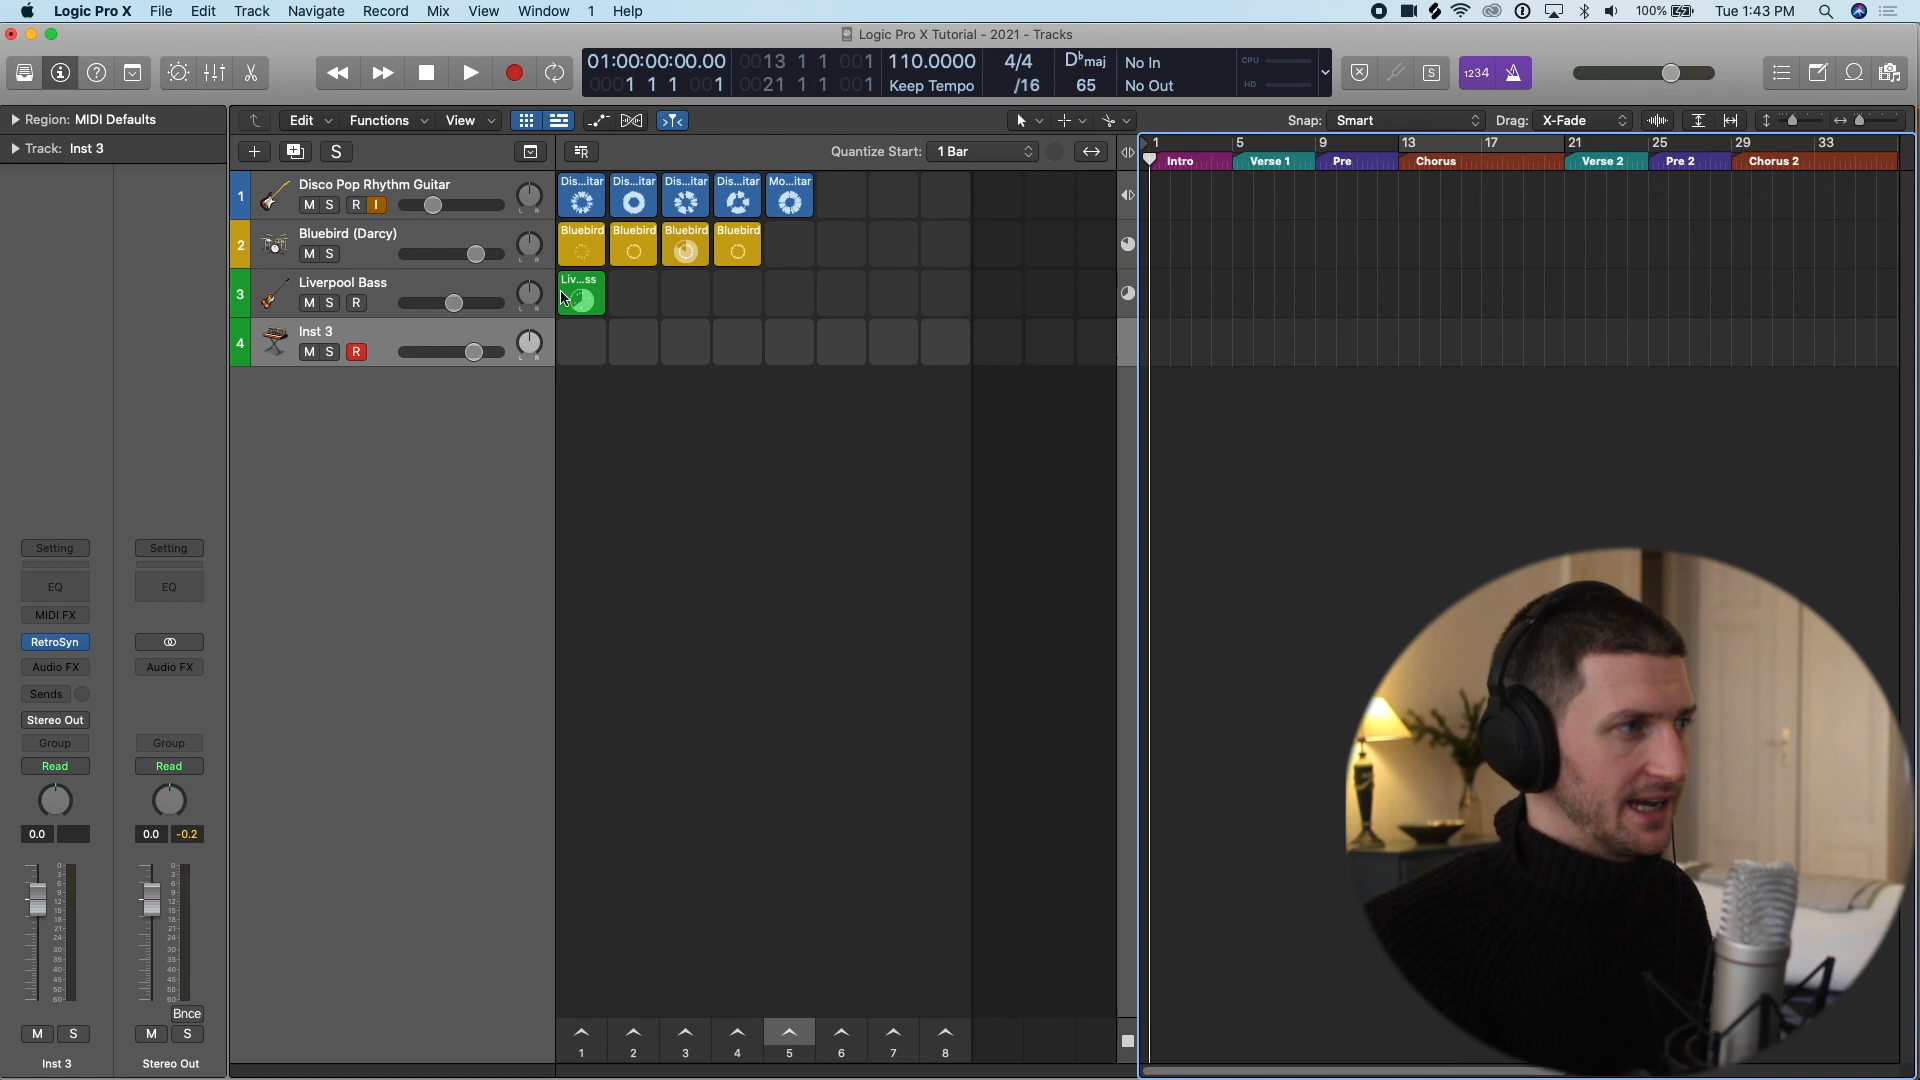 Logic Pro X File Edit Track Navigate Record Mix View Window 1 Help 100% Tue 1:43 PM
Logic Pro X Tutorial - 2021 - Tracks
01:00:00:00.00 0013 1 1 001 110.0000 4/4 D♭maj No In CPU
0001 1 1 001 0021 1 1 001 Keep Tempo /16 65 No Out HD
1234
Region: MIDI Defaults
Track: Inst 3
Edit Functions View Snap: Smart Drag: X-Fade
S Quantize Start: 1 Bar
1 5 9 13 17 21 25 29 33
Intro Verse 1 Pre Chorus Verse 2 Pre 2 Chorus 2
1 Disco Pop Rhythm Guitar Dis...itar Dis...itar Dis...itar Dis...itar Mo...itar
M S R I
2 Bluebird (Darcy) Bluebird Bluebird Bluebird Bluebird
M S
3 Liverpool Bass Liv...ss
M S R
4 Inst 3
M S R
Setting Setting
EQ EQ
MIDI FX
RetroSyn
Audio FX Audio FX
Sends
Stereo Out
Group Group
Read Read
0.0 0.0 -0.2
Bnce
M S M S
Inst 3 Stereo Out
1 2 3 4 5 6 7 8